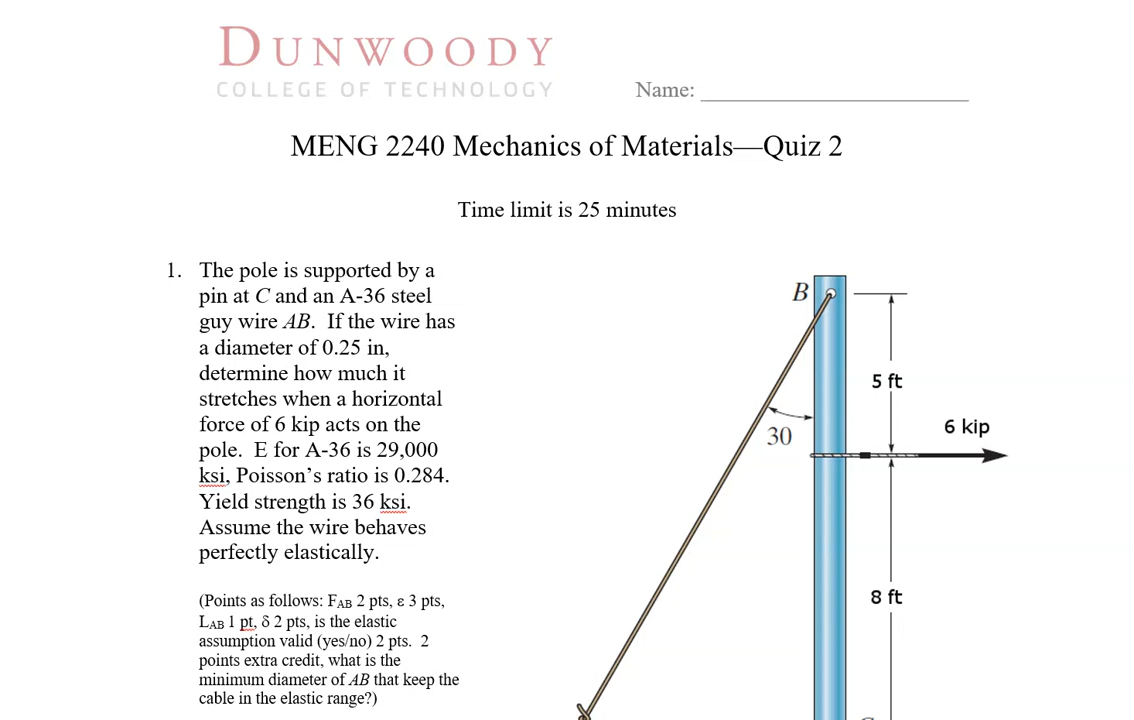 DUNWOODY
COLLEGE OF TECHNOLOGY
Name: ________________________
MENG 2240 Mechanics of Materials—Quiz 2
Time limit is 25 minutes
1. The pole is supported by a
pin at C and an A-36 steel
guy wire AB. If the wire has
a diameter of 0.25 in,
determine how much it
stretches when a horizontal
force of 6 kip acts on the
pole. E for A-36 is 29,000
ksi, Poisson’s ratio is 0.284.
Yield strength is 36 ksi.
Assume the wire behaves
perfectly elastically.
(Points as follows: FAB 2 pts, ε 3 pts,
LAB 1 pt, δ 2 pts, is the elastic
assumption valid (yes/no) 2 pts. 2
points extra credit, what is the
minimum diameter of AB that keep the
cable in the elastic range?)
B
5 ft
30
6 kip
8 ft